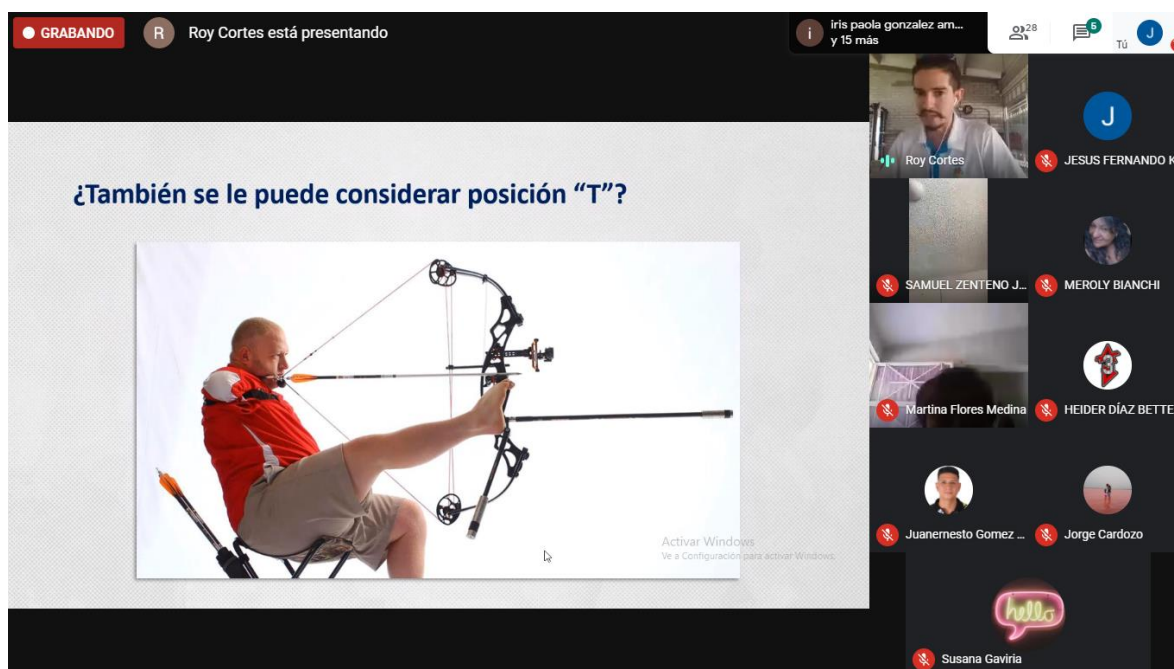 GRABANDO
R
Roy Cortes está presentando
i
iris paola gonzalez am...
y 15 más
28
5
Tú
J
¿También se le puede considerar posición “T”?
Activar Windows
Ve a Configuración para activar Windows.
Roy Cortes
J
JESUS FERNANDO K
SAMUEL ZENTENO J...
MEROLY BIANCHI
Martina Flores Medina
3
HEIDER DÍAZ BETTE
Juanernesto Gomez ...
Jorge Cardozo
hello
Susana Gaviria